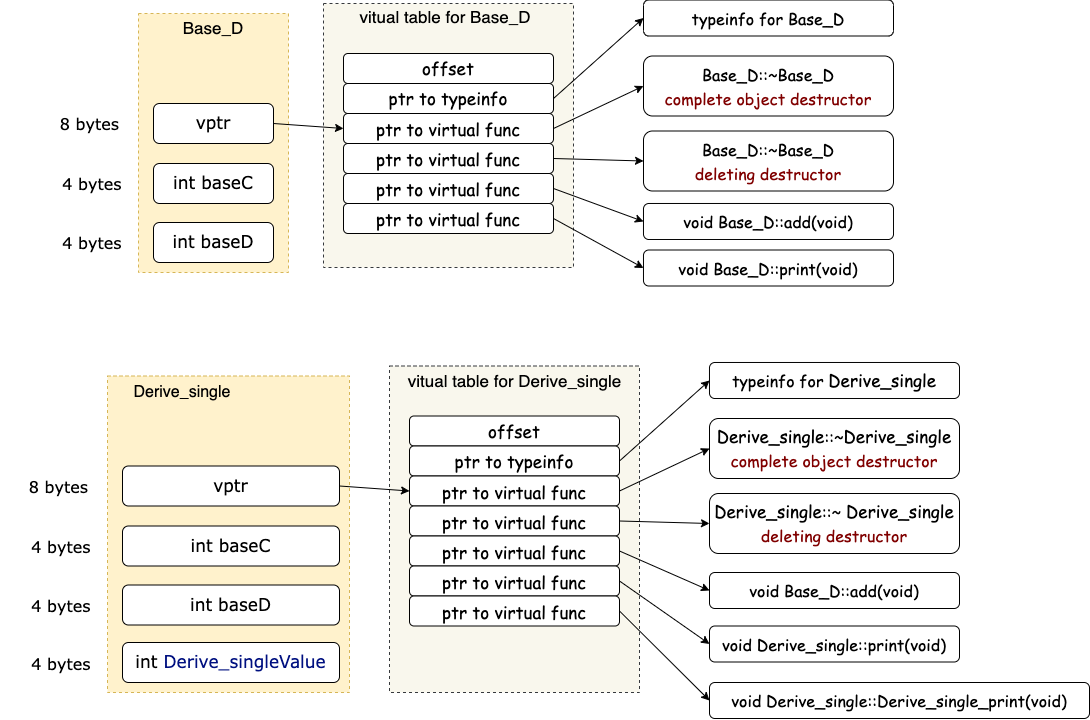 Base_D
vitual table for Base_D
typeinfo for Base_D
offset
ptr to typeinfo
Base_D::~Base_D
complete object destructor
8 bytes
vptr
ptr to virtual func
ptr to virtual func
Base_D::~Base_D
deleting destructor
4 bytes
int baseC
ptr to virtual func
ptr to virtual func
void Base_D::add(void)
4 bytes
int baseD
void Base_D::print(void)
Derive_single
vitual table for Derive_single
typeinfo for Derive_single
offset
ptr to typeinfo
Derive_single::~Derive_single
complete object destructor
8 bytes
vptr
ptr to virtual func
ptr to virtual func
Derive_single::~ Derive_single
deleting destructor
4 bytes
int baseC
ptr to virtual func
ptr to virtual func
void Base_D::add(void)
4 bytes
int baseD
ptr to virtual func
void Derive_single::print(void)
4 bytes
int Derive_singleValue
void Derive_single::Derive_single_print(void)